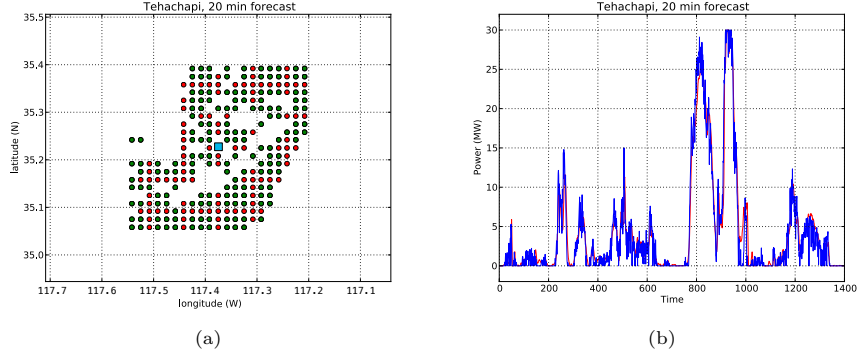 Tehachapi, 20 min forecast
35.5
35.4
35.3
35.2
35.1
35.0
latitude (N)
117.7 117.6 117.5 117.4 117.3 117.2 117.1
longitude (W)
(a)
Tehachapi, 20 min forecast
30
25
20
15
10
5
0
Power (MW)
0 200 400 600 800 1000 1200 1400
Time
(b)